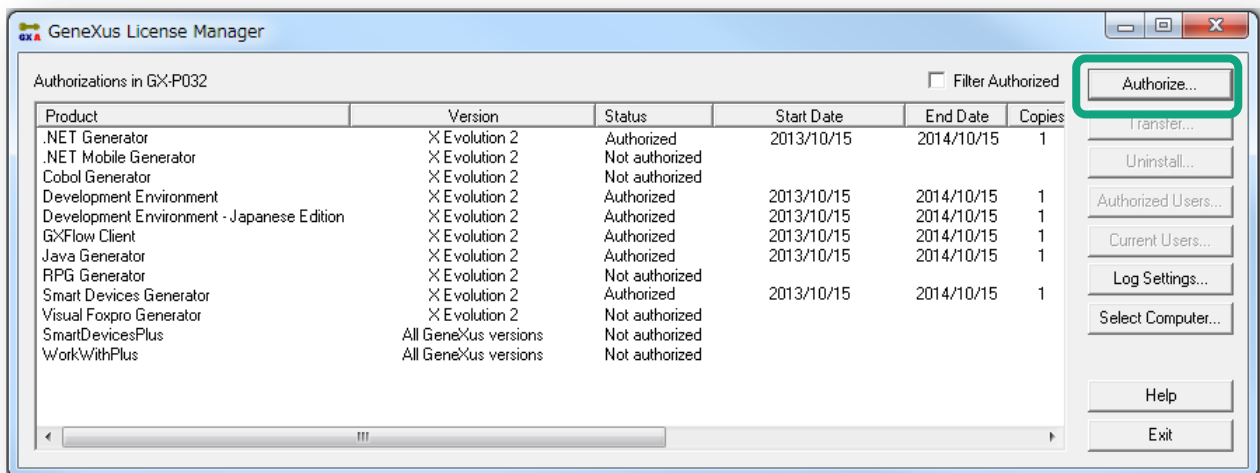 GXA GeneXus License Manager
Authorizations in GX-P032 Filter Authorized Authorize...
Product Version Status Start Date End Date Copies
.NET Generator X Evolution 2 Authorized 2013/10/15 2014/10/15 1
.NET Mobile Generator X Evolution 2 Not authorized
Cobol Generator X Evolution 2 Not authorized
Development Environment X Evolution 2 Authorized 2013/10/15 2014/10/15 1
Development Environment - Japanese Edition X Evolution 2 Authorized 2013/10/15 2014/10/15 1
GXFlow Client X Evolution 2 Authorized 2013/10/15 2014/10/15 1
Java Generator X Evolution 2 Authorized 2013/10/15 2014/10/15 1
RPG Generator X Evolution 2 Not authorized
Smart Devices Generator X Evolution 2 Authorized 2013/10/15 2014/10/15 1
Visual Foxpro Generator X Evolution 2 Not authorized
SmartDevicesPlus All GeneXus versions Not authorized
WorkWithPlus All GeneXus versions Not authorized
Transfer...
Uninstall...
Authorized Users...
Current Users...
Log Settings...
Select Computer...
Help
Exit